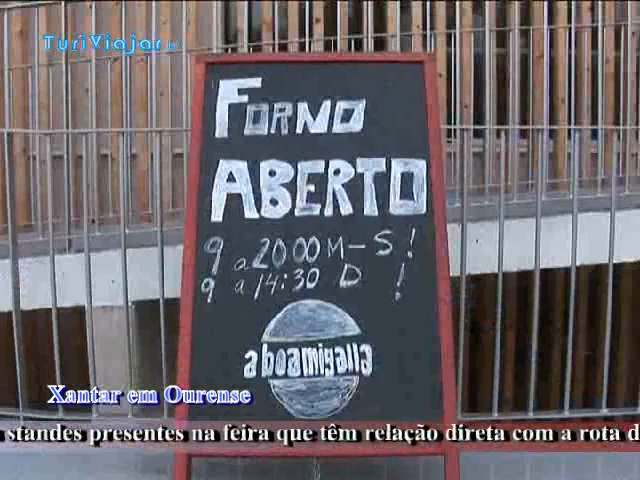 TuriViajar
FORNO
ABERTO
9 a 20:00 M-S!
9 a 14:30 D !
aboamigalla
Xantar em Ourense
standes presentes na feira que têm relação direta com a rota d